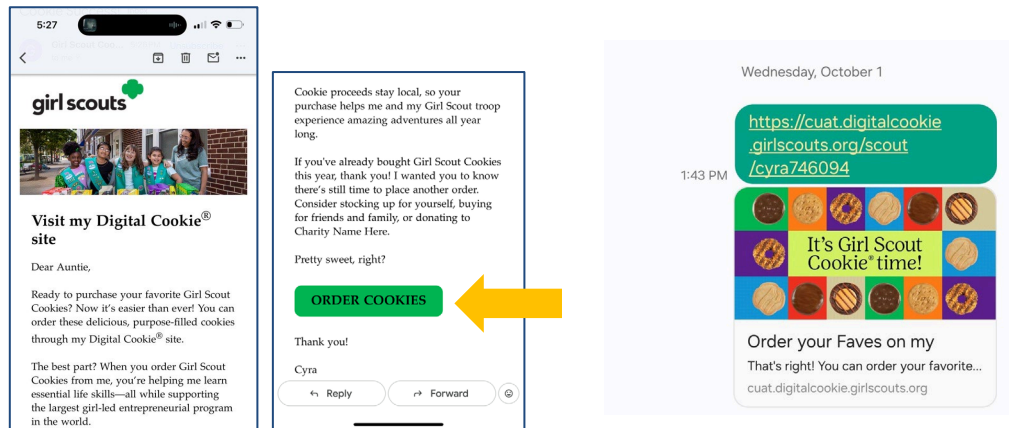 5:27
girl scouts
Visit my Digital Cookie®
site
Dear Auntie,
Ready to purchase your favorite Girl Scout
Cookies? Now it's easier than ever! You can
order these delicious, purpose-filled cookies
through my Digital Cookie® site.
The best part? When you order Girl Scout
Cookies from me, you're helping me learn
essential life skills—all while supporting
the largest girl-led entrepreneurial program
in the world.
Cookie proceeds stay local, so your
purchase helps me and my Girl Scout troop
experience amazing adventures all year
long.
If you've already bought Girl Scout Cookies
this year, thank you! I wanted you to know
there's still time to place another order.
Consider stocking up for yourself, buying
for friends and family, or donating to
Charity Name Here.
Pretty sweet, right?
ORDER COOKIES
Thank you!
Cyra
Reply
Forward
Wednesday, October 1
https://cuat.digitalcookie
.girlscouts.org/scout
/cyra746094
1:43 PM
It's Girl Scout
Cookie® time!
Order your Faves on my
That's right! You can order your favorite...
cuat.digitalcookie.girlscouts.org